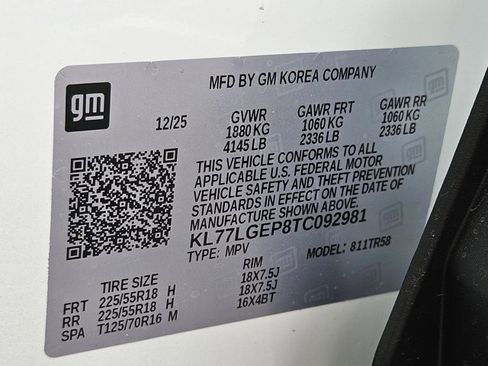 gm
MFD BY GM KOREA COMPANY
12/25 GVWR GAWR FRT GAWR RR
1880 KG 1060 KG 1060 KG
4145 LB 2336 LB 2336 LB
THIS VEHICLE CONFORMS TO ALL
APPLICABLE U.S. FEDERAL MOTOR
VEHICLE SAFETY AND THEFT PREVENTION
STANDARDS IN EFFECT ON THE DATE OF
MANUFACTURE SHOWN ABOVE.
KL77LGEP8TC092981
TYPE: MPV MODEL: 811TR58
TIRE SIZE RIM
FRT 225/55R18 H 18X7.5J
RR 225/55R18 H 18X7.5J
SPA T125/70R16 M 16X4BT